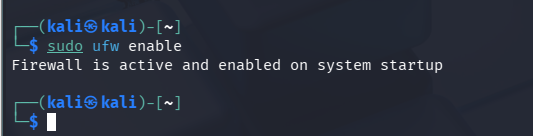 ┌──(kali㉿kali)-[~]
└─$ sudo ufw enable
Firewall is active and enabled on system startup
┌──(kali㉿kali)-[~]
└─$